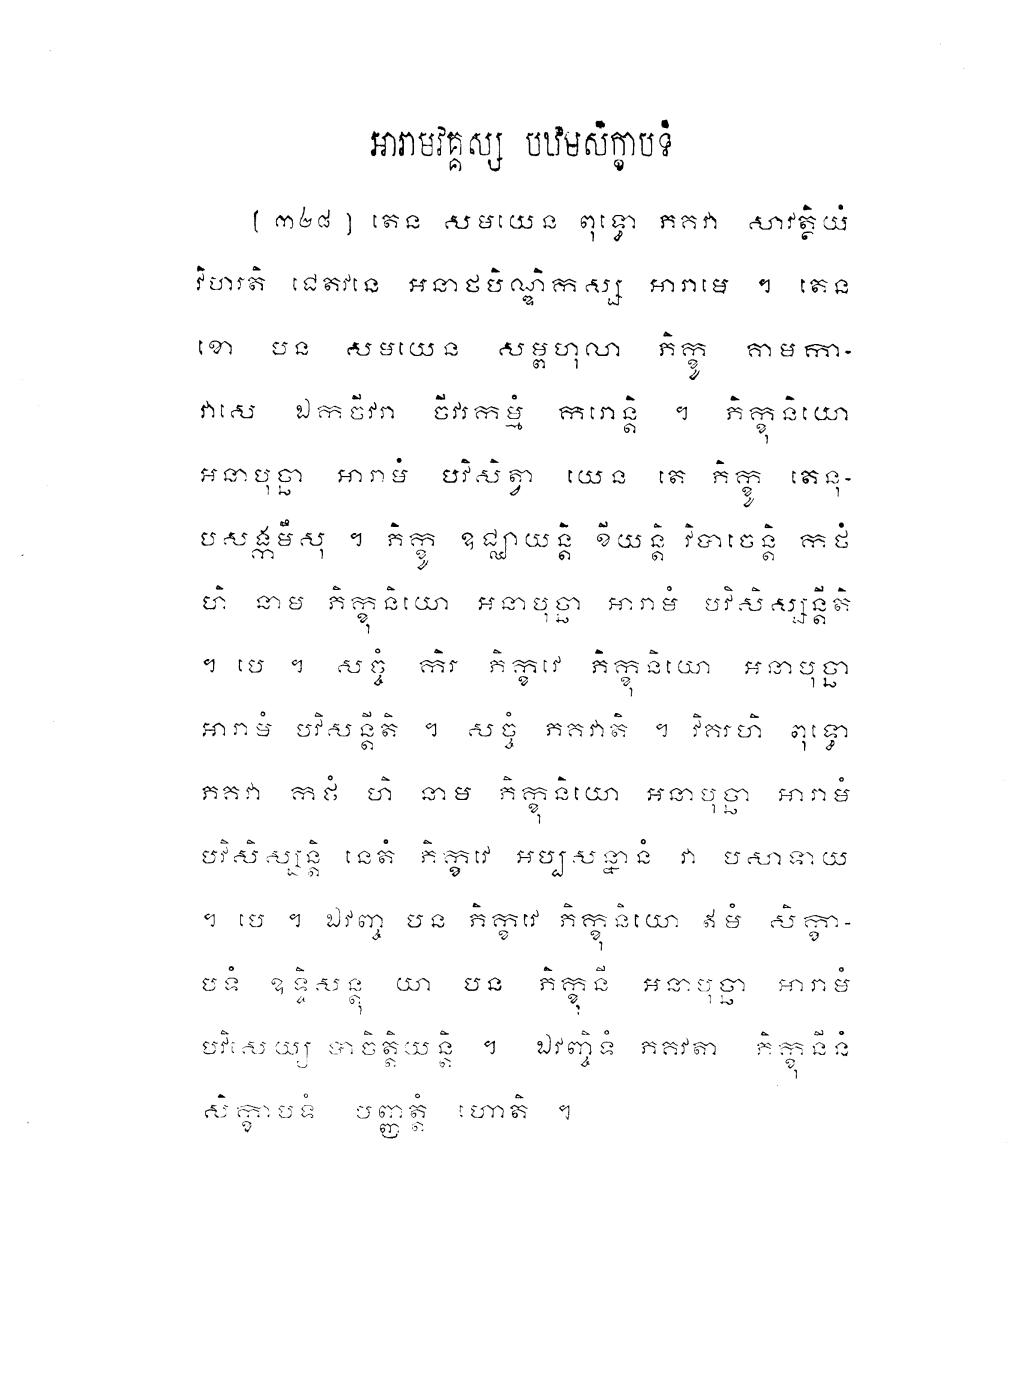 អារាមវគ្គស្ស បឋមសិក្ខាបទំ
( ៣៤៨ ) តេន សមយេន ពុទ្ធោ ភគវា សាវត្ថិយំ
វិហរតិ ជេតវនេ អនាថបិណ្ឌិកស្ស អារាមេ ។ តេន
ខោ បន សមយេន សម្ពហុលា ភិក្ខូ គាមកា-
វាសេ ឯកចីវរា ចីវរកម្មំ ករោន្តិ ។ ភិក្ខុនិយោ
អនាបុច្ឆា អារាមំ បវិសិត្វា យេន តេ ភិក្ខូ តេនុ-
បសង្កមឹសុ ។ ភិក្ខូ ឧជ្ឈាយន្តិ ខីយន្តិ វិបាចេន្តិ កថំ
ហិ នាម ភិក្ខុនិយោ អនាបុច្ឆា អារាមំ បវិសិស្សន្តីតិ
។ បេ ។ សច្ចំ កិរ ភិក្ខវេ ភិក្ខុនិយោ អនាបុច្ឆា
អារាមំ បវិសន្តីតិ ។ សច្ចំ ភគវាតិ ។ វិគរហិ ពុទ្ធោ
ភគវា កថំ ហិ នាម ភិក្ខុនិយោ អនាបុច្ឆា អារាមំ
បវិសិស្សន្តិ នេតំ ភិក្ខវេ អប្បសន្នានំ វា បសាទាយ
។ បេ ។ ឯវញ្ច បន ភិក្ខវេ ភិក្ខុនិយោ ឥមំ សិក្ខា-
បទំ ឧទ្ទិសន្តុ យា បន ភិក្ខុនី អនាបុច្ឆា អារាមំ
បវិសេយ្យ បាចិត្តិយន្តិ ។ ឯវញ្ចិទំ ភគវតា ភិក្ខុនីនំ
សិក្ខាបទំ បញ្ញត្តំ ហោតិ ។